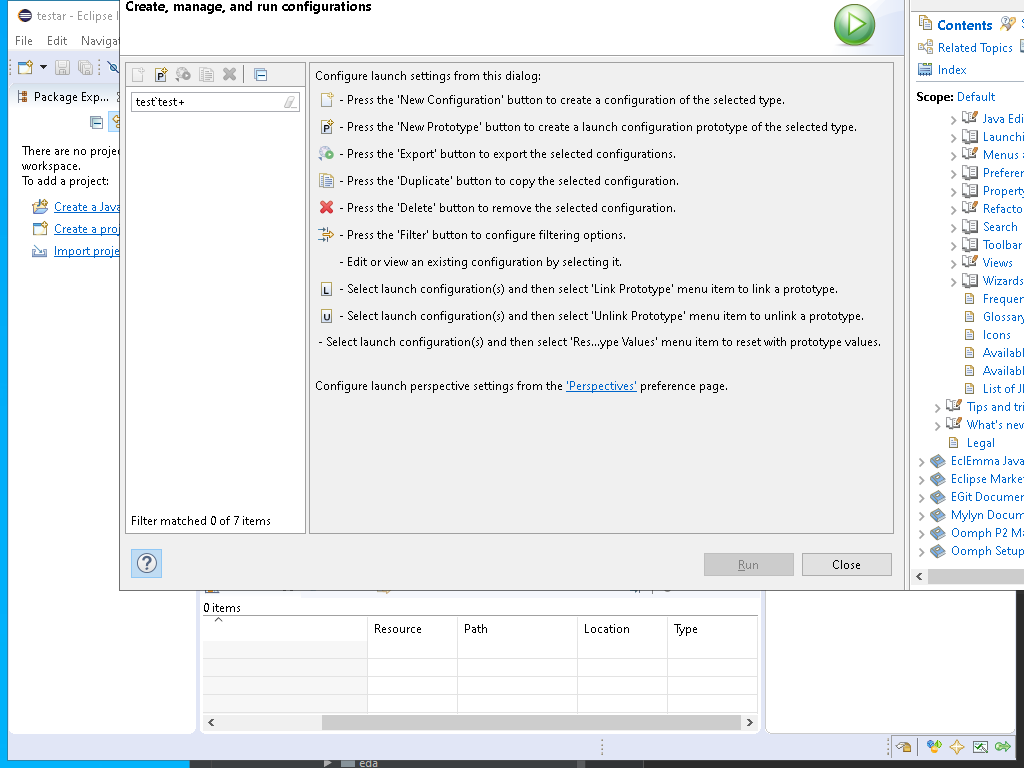 testar - Eclipse I
File Edit Naviga
Package Exp...
There are no proje
workspace.
To add a project:
Create a Java
Create a proj
Import proje
Create, manage, and run configurations
test`test+
Filter matched 0 of 7 items
Configure launch settings from this dialog:
- Press the 'New Configuration' button to create a configuration of the selected type.
- Press the 'New Prototype' button to create a launch configuration prototype of the selected type.
- Press the 'Export' button to export the selected configurations.
- Press the 'Duplicate' button to copy the selected configuration.
- Press the 'Delete' button to remove the selected configuration.
- Press the 'Filter' button to configure filtering options.
- Edit or view an existing configuration by selecting it.
L - Select launch configuration(s) and then select 'Link Prototype' menu item to link a prototype.
U - Select launch configuration(s) and then select 'Unlink Prototype' menu item to unlink a prototype.
- Select launch configuration(s) and then select 'Res...ype Values' menu item to reset with prototype values.
Configure launch perspective settings from the 'Perspectives' preference page.
Run Close
Contents
Related Topics
Index
Scope: Default
Java Edi
Launchi
Menus a
Preferen
Property
Refacto
Search
Toolbar
Views
Wizards
Frequen
Glossary
Icons
Availabl
Availabl
List of J
Tips and tri
What's new
Legal
EclEmma Java
Eclipse Marke
EGit Documen
Mylyn Docum
Oomph P2 Ma
Oomph Setup
0 items
Resource Path Location Type
eda